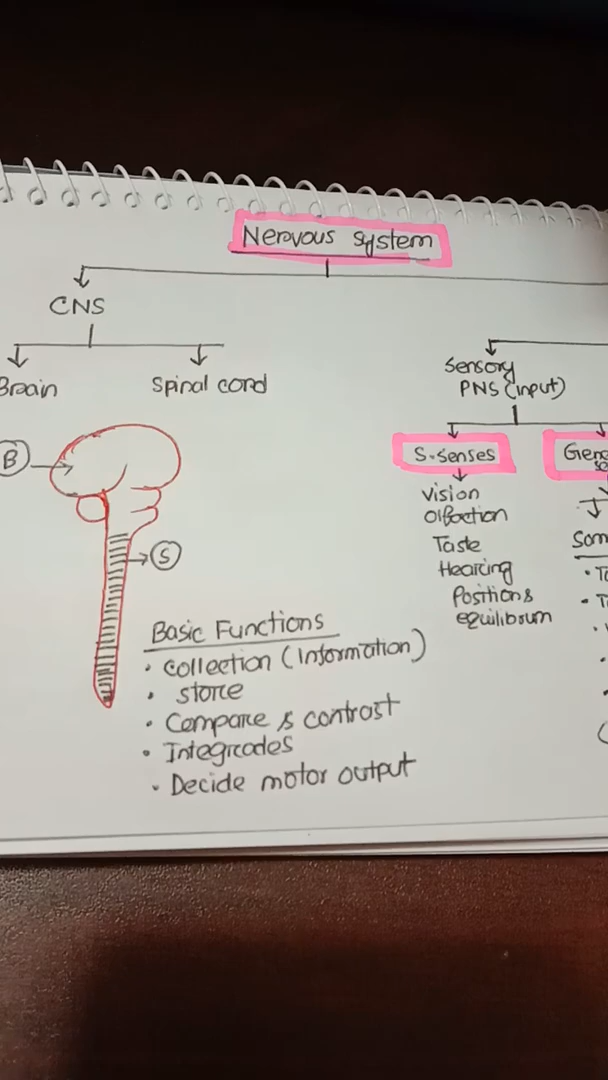 Nervous system
CNS
Brain
Spinal cord
Sensory
PNS (input)
B
S
S-senses
Vision
Olfaction
Taste
Hearing
Positions &
equilibrium
Basic Functions
• Collection (Information)
• store
• Compare & contrast
• Integrades
• Decide motor output